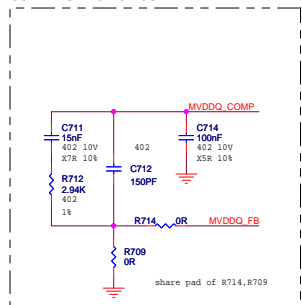 MVDDQ_COMP
C711
15nF
402 10V
X7R 10%
402
C712
150PF
C714
100nF
402 10V
X5R 10%
R712
2.94K
402
1%
R714 0R MVDDQ_FB
R709
0R
share pad of R714,R709